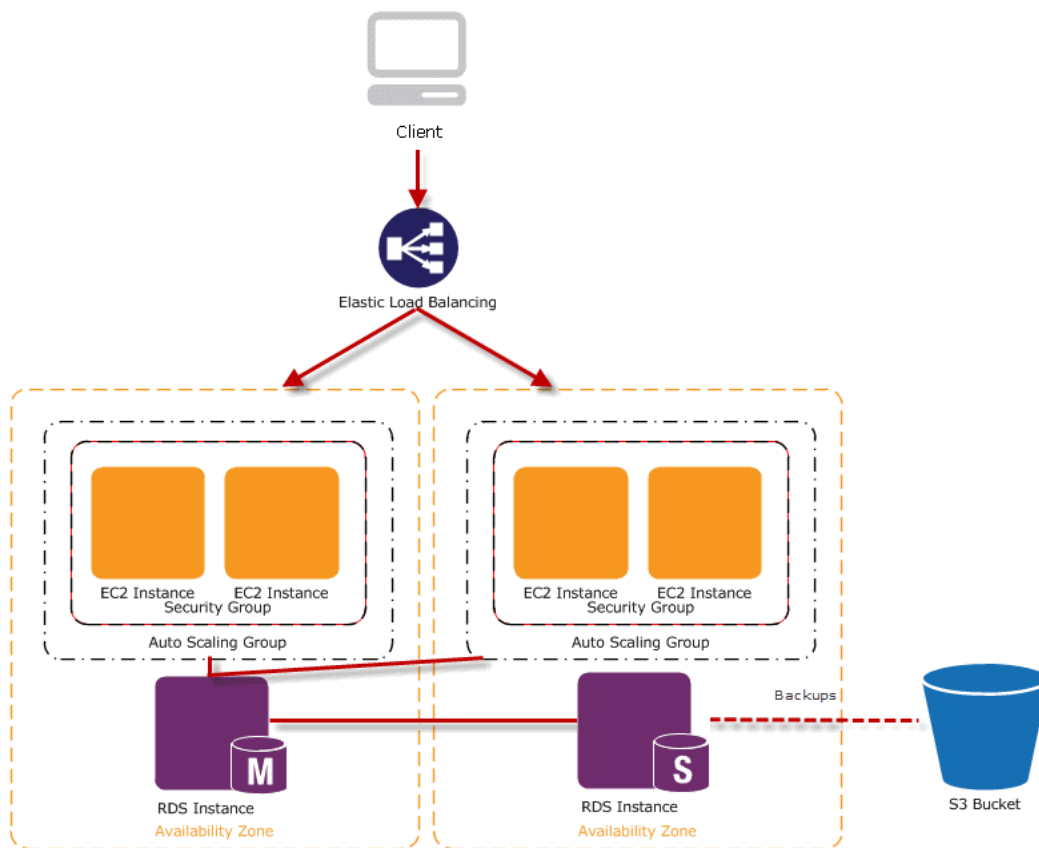 Client
Elastic Load Balancing
EC2 Instance EC2 Instance
Security Group
Auto Scaling Group
EC2 Instance EC2 Instance
Security Group
Auto Scaling Group
M
RDS Instance
Availability Zone
S
RDS Instance
Availability Zone
Backups
S3 Bucket